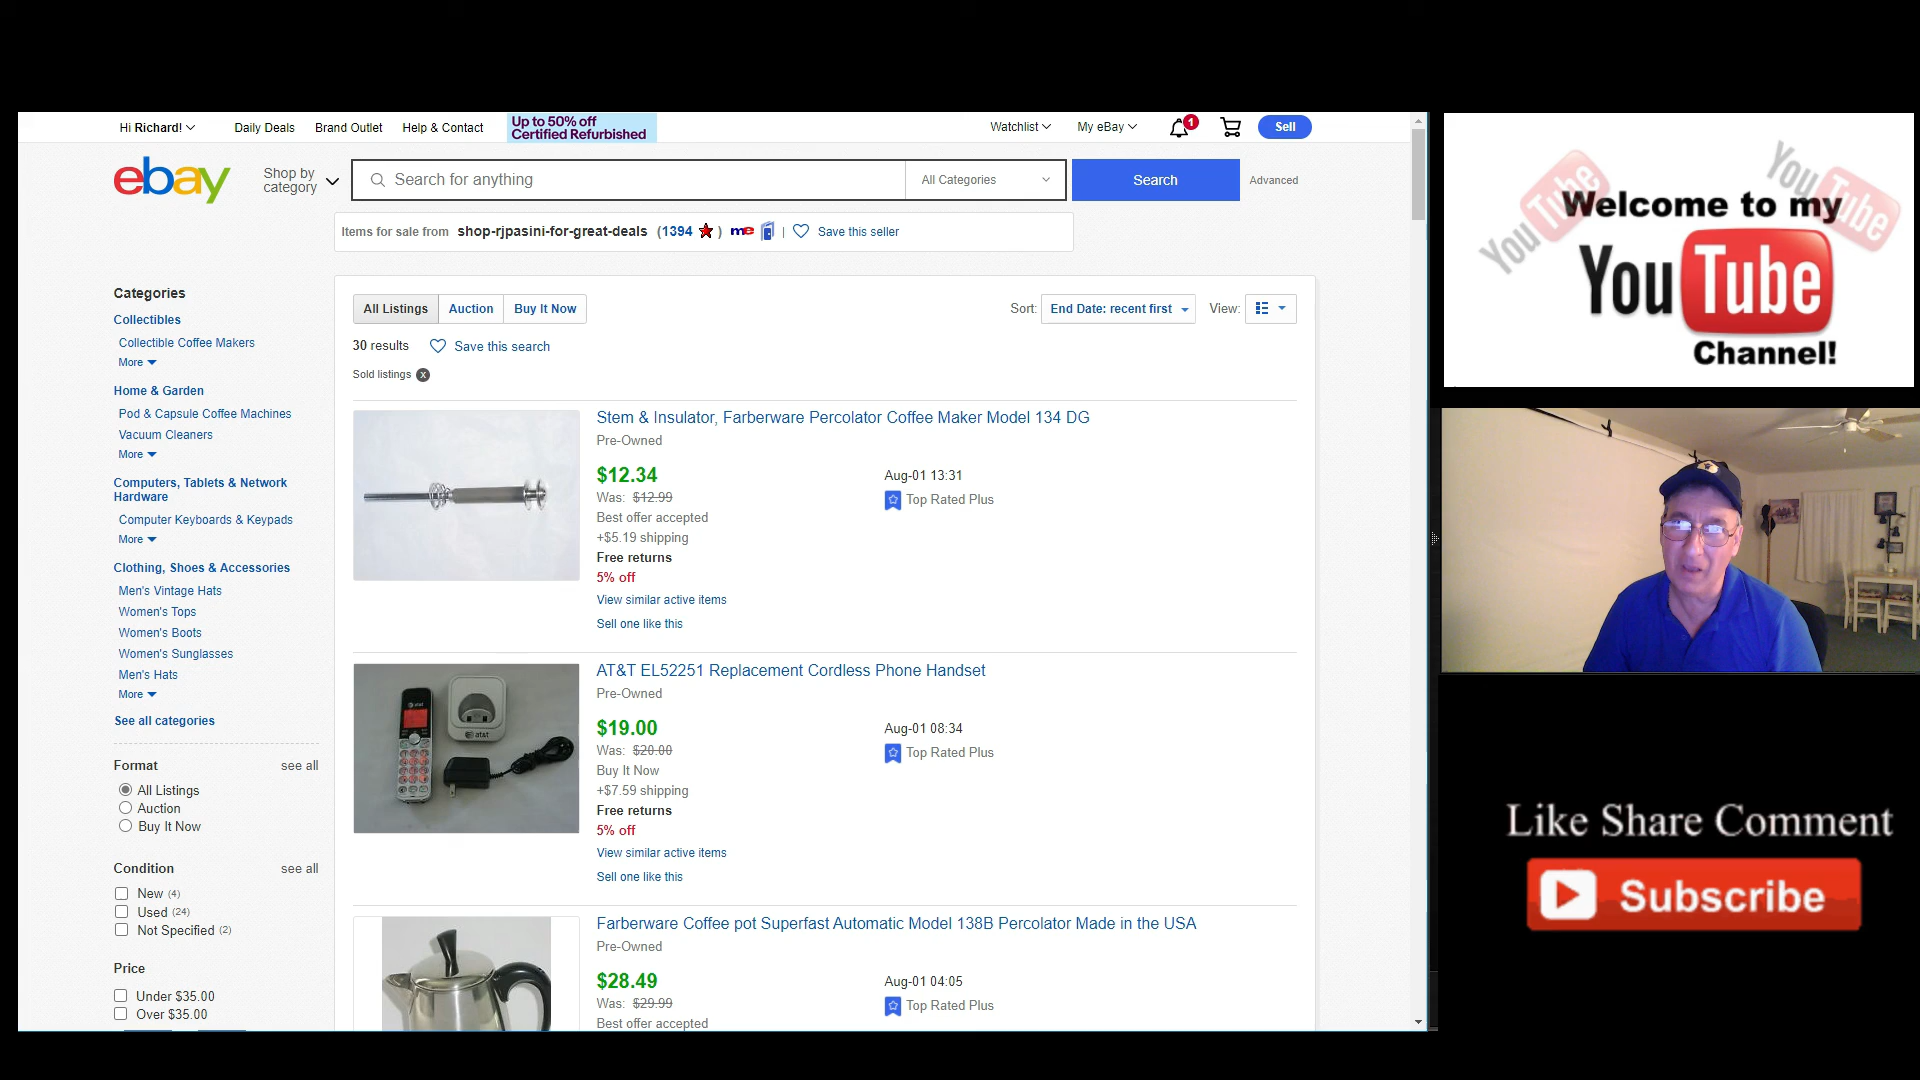 Hi Richard!
Daily Deals
Brand Outlet
Help & Contact
Up to 50% off
Certified Refurbished
Watchlist
My eBay
1
Sell
ebay
Shop by
category
Search for anything
All Categories
Search
Advanced
Items for sale from shop-rjpasini-for-great-deals (1394 ) me | Save this seller
Categories
Collectibles
Collectible Coffee Makers
More
Home & Garden
Pod & Capsule Coffee Machines
Vacuum Cleaners
More
Computers, Tablets & Network
Hardware
Computer Keyboards & Keypads
More
Clothing, Shoes & Accessories
Men's Vintage Hats
Women's Tops
Women's Boots
Women's Sunglasses
Men's Hats
More
See all categories
Format see all
All Listings
Auction
Buy It Now
Condition see all
New (4)
Used (24)
Not Specified (2)
Price
Under $35.00
Over $35.00
All Listings
Auction
Buy It Now
Sort: End Date: recent first
View:
30 results
Save this search
Sold listings x
Stem & Insulator, Farberware Percolator Coffee Maker Model 134 DG
Pre-Owned
$12.34
Was: $12.99
Best offer accepted
+$5.19 shipping
Free returns
5% off
View similar active items
Sell one like this
Aug-01 13:31
Top Rated Plus
AT&T EL52251 Replacement Cordless Phone Handset
Pre-Owned
$19.00
Was: $20.00
Buy It Now
+$7.59 shipping
Free returns
5% off
View similar active items
Sell one like this
Aug-01 08:34
Top Rated Plus
at&t
Farberware Coffee pot Superfast Automatic Model 138B Percolator Made in the USA
Pre-Owned
$28.49
Was: $29.99
Best offer accepted
Aug-01 04:05
Top Rated Plus
YouTube
YouTube
Welcome to my
YouTube
Channel!
Like Share Comment
Subscribe